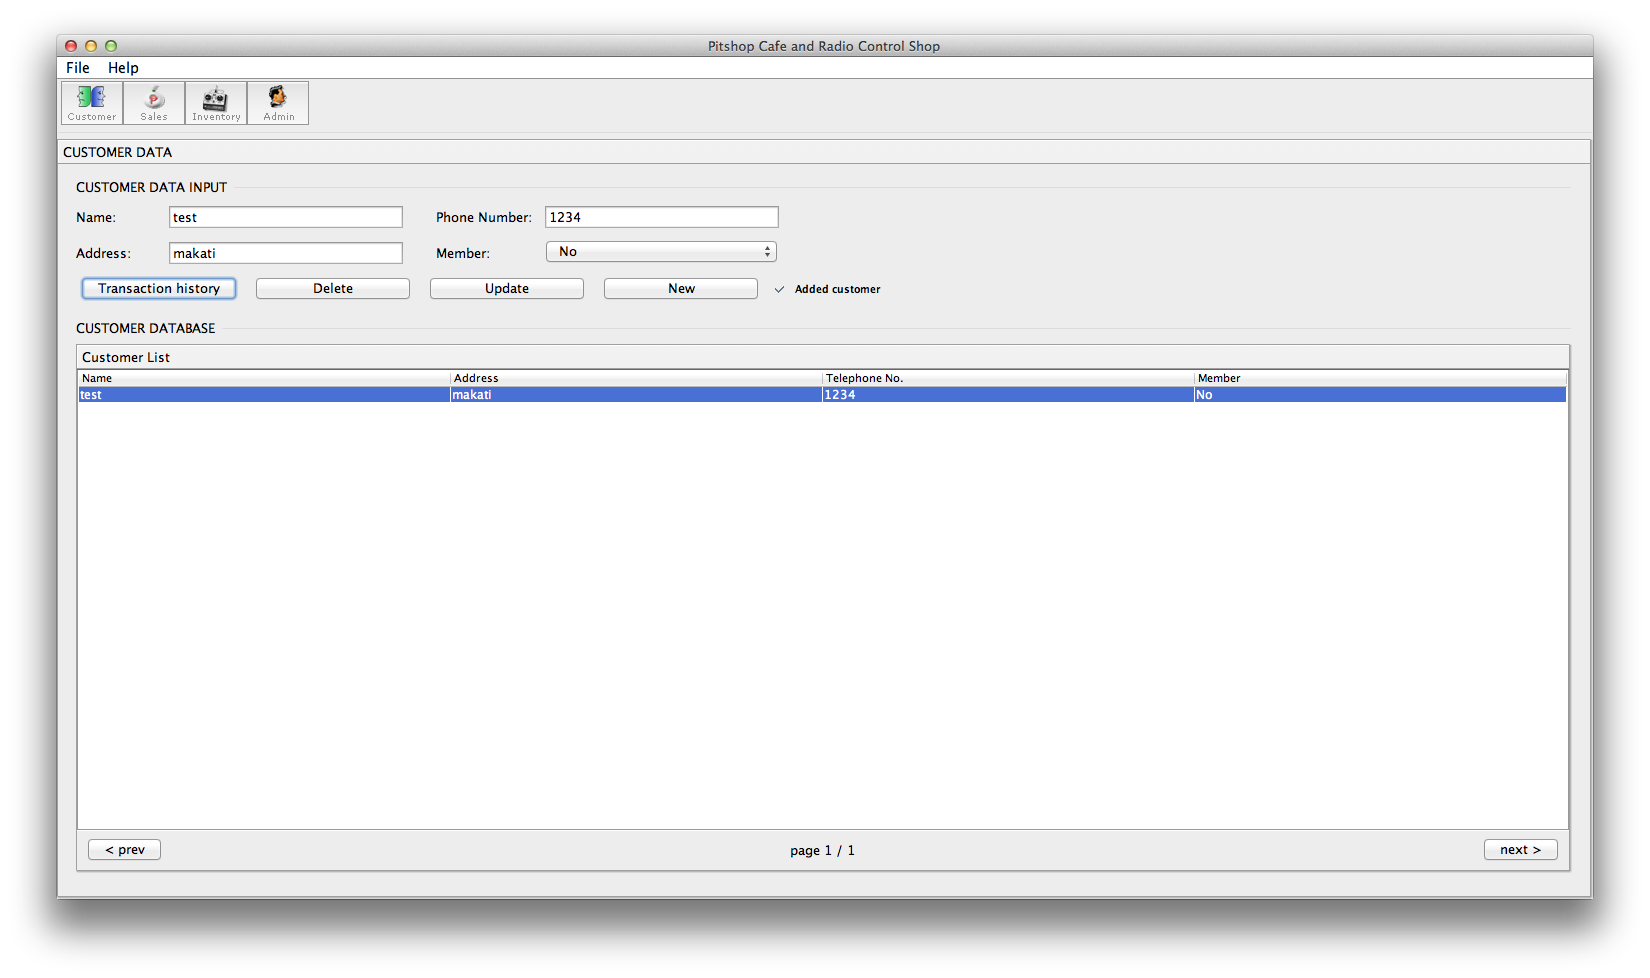 Pitshop Cafe and Radio Control Shop
File Help
Customer Sales Inventory Admin
CUSTOMER DATA
CUSTOMER DATA INPUT
Name: test Phone Number: 1234
Address: makati Member: No
Transaction history Delete Update New Added customer
CUSTOMER DATABASE
Customer List
Name Address Telephone No. Member
test makati 1234 No
< prev page 1 / 1 next >